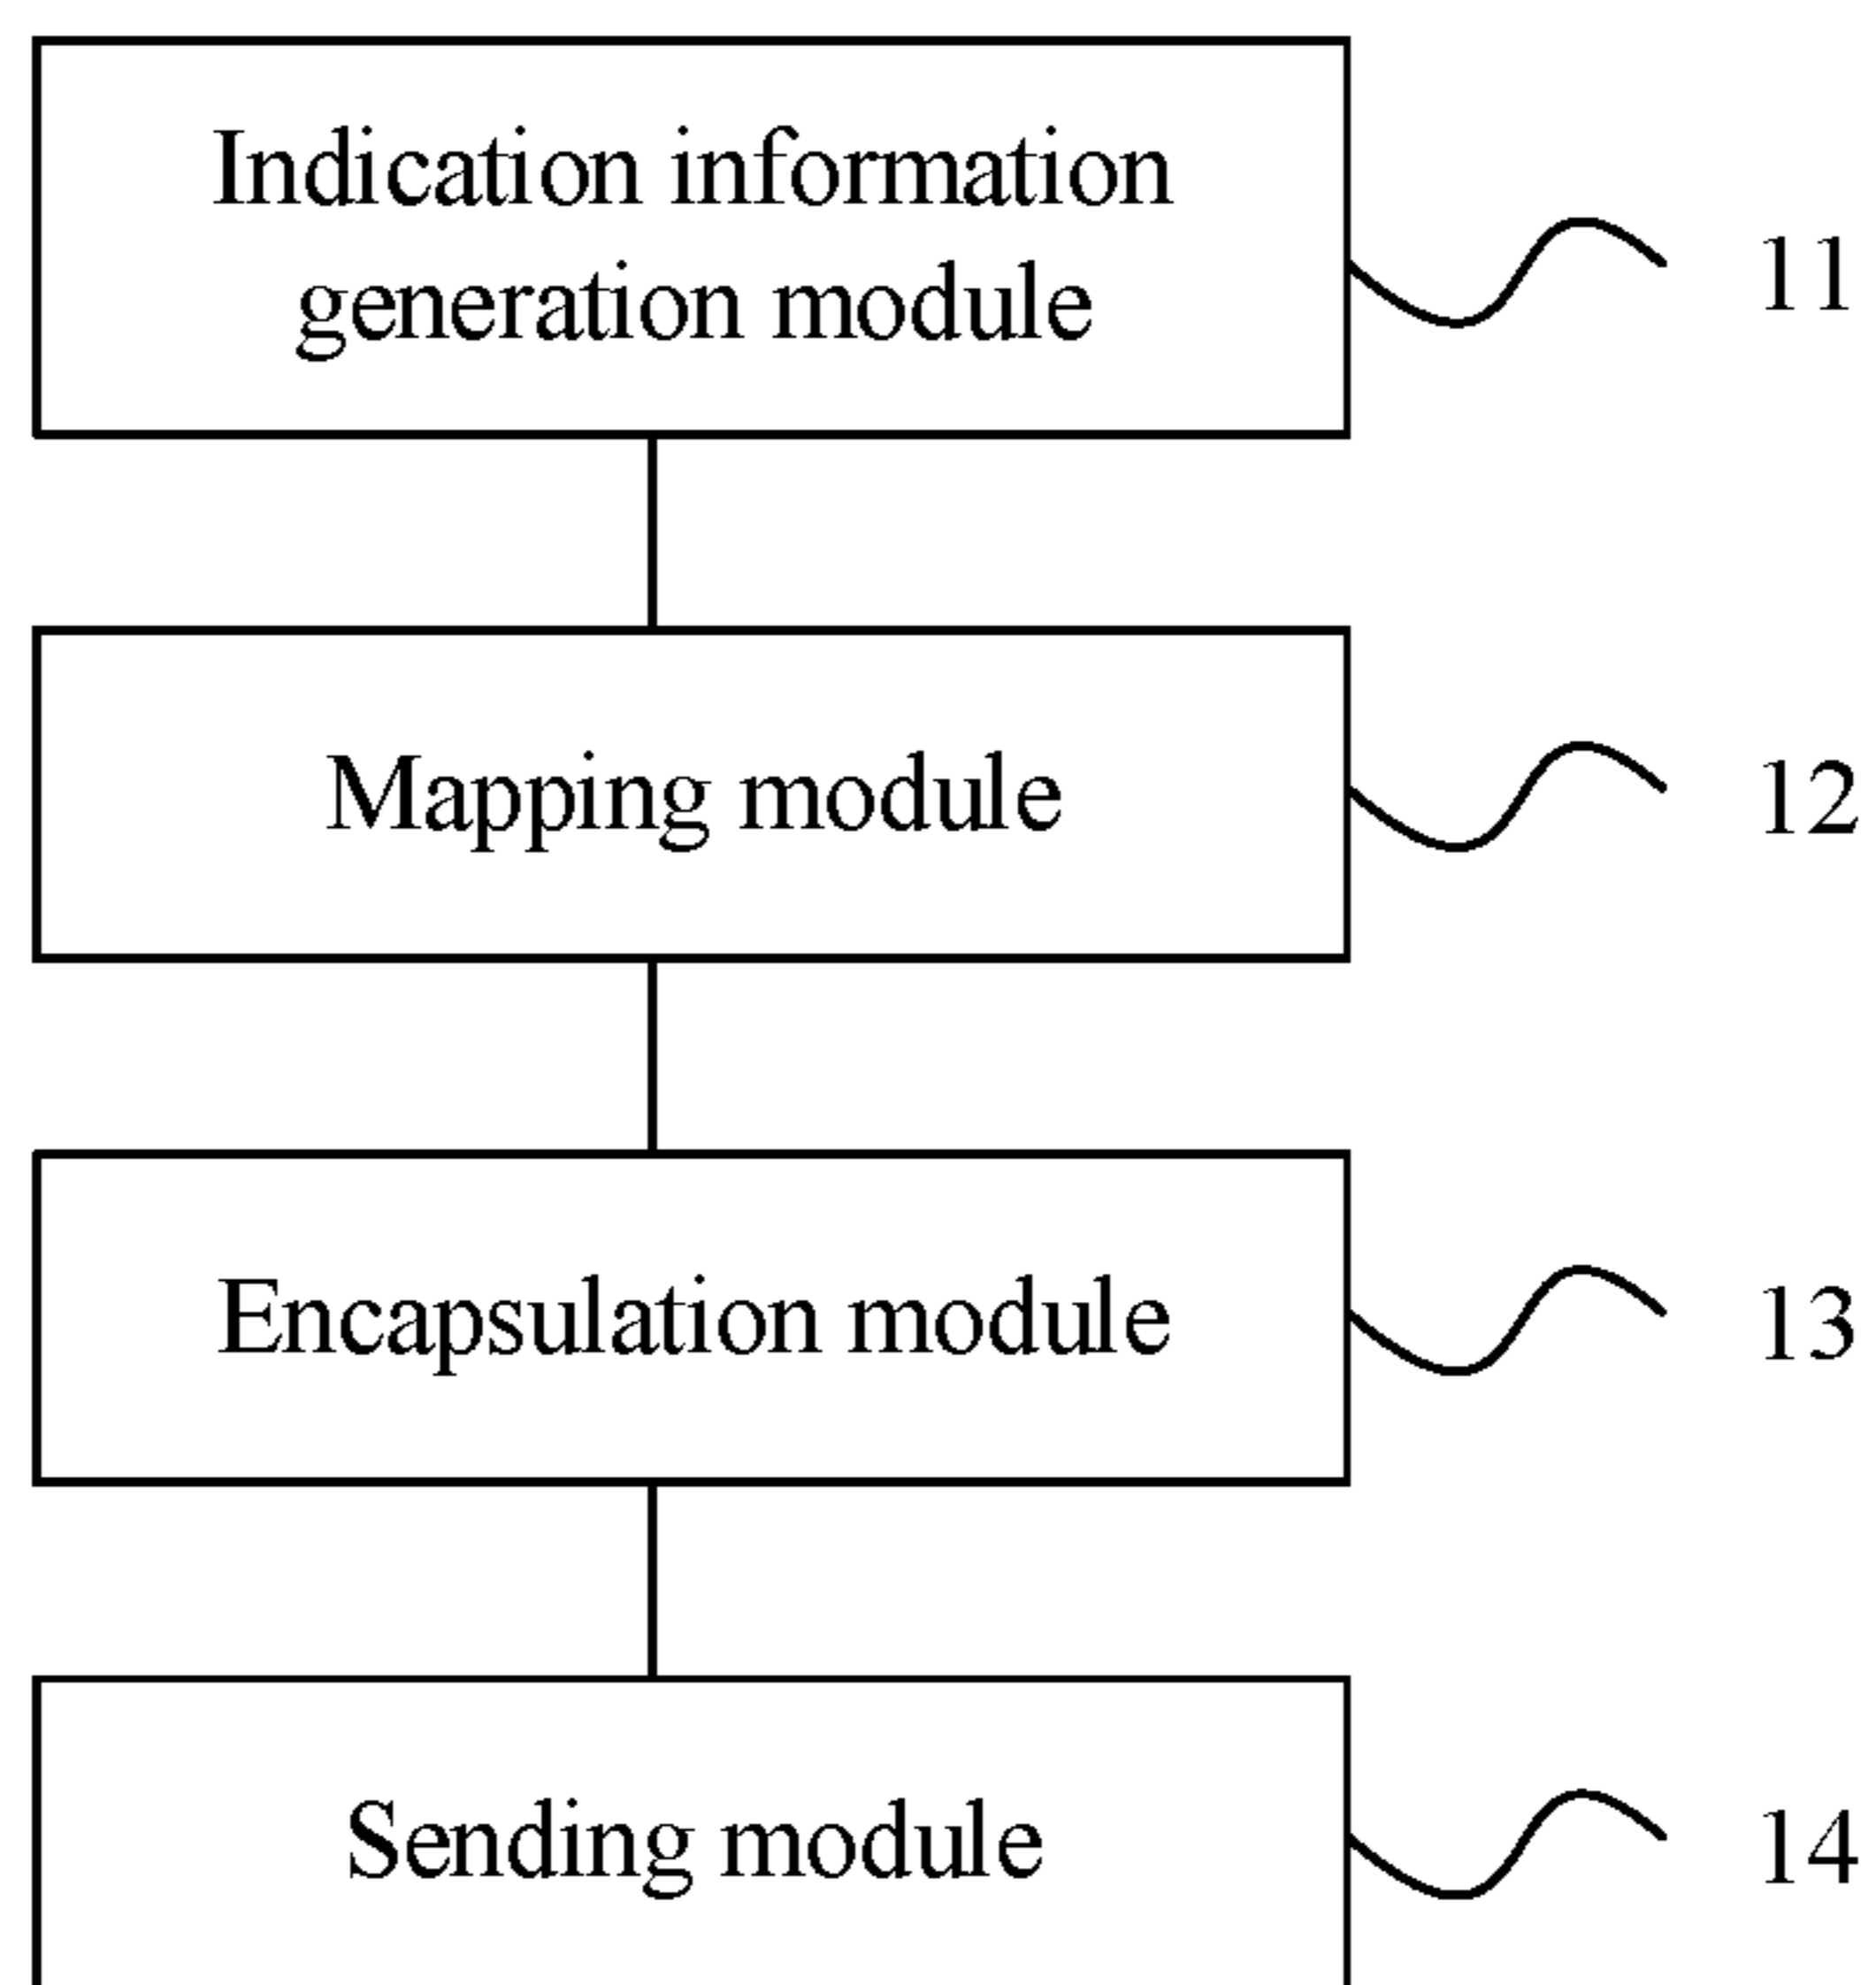 Indication information
generation module
11
Mapping module
12
Encapsulation module
13
Sending module
14